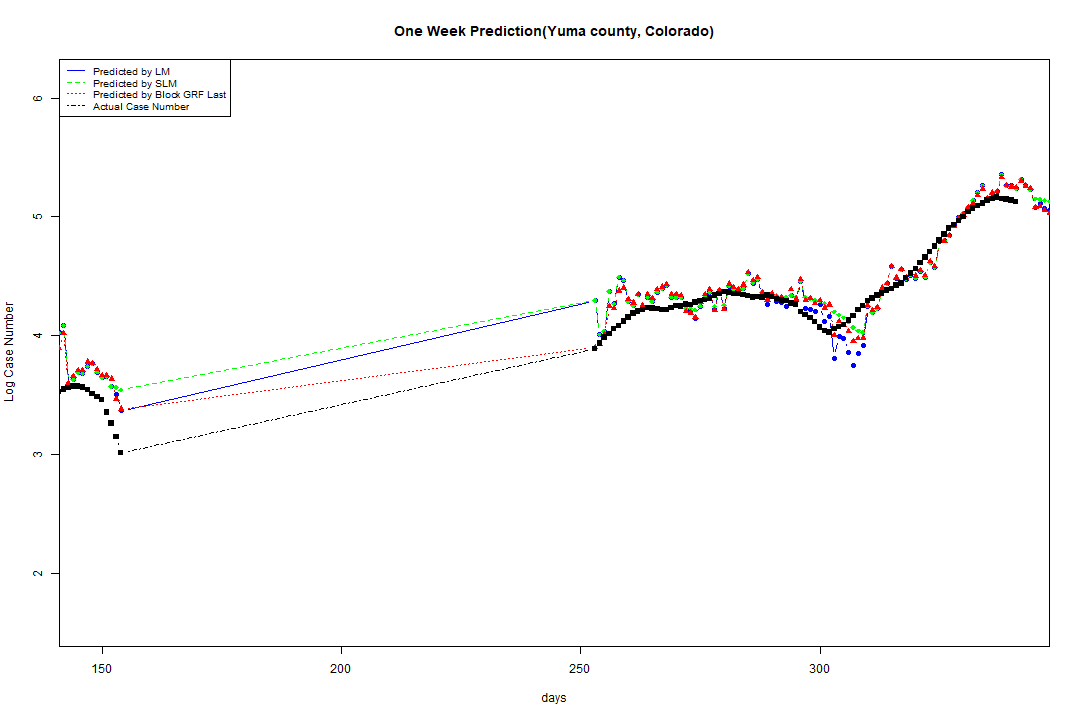 One Week Prediction(Yuma county, Colorado)
Predicted by LM
Predicted by SLM
Predicted by Block GRF Last
Actual Case Number
6
5
4
3
2
Log Case Number
150 200 250 300
days